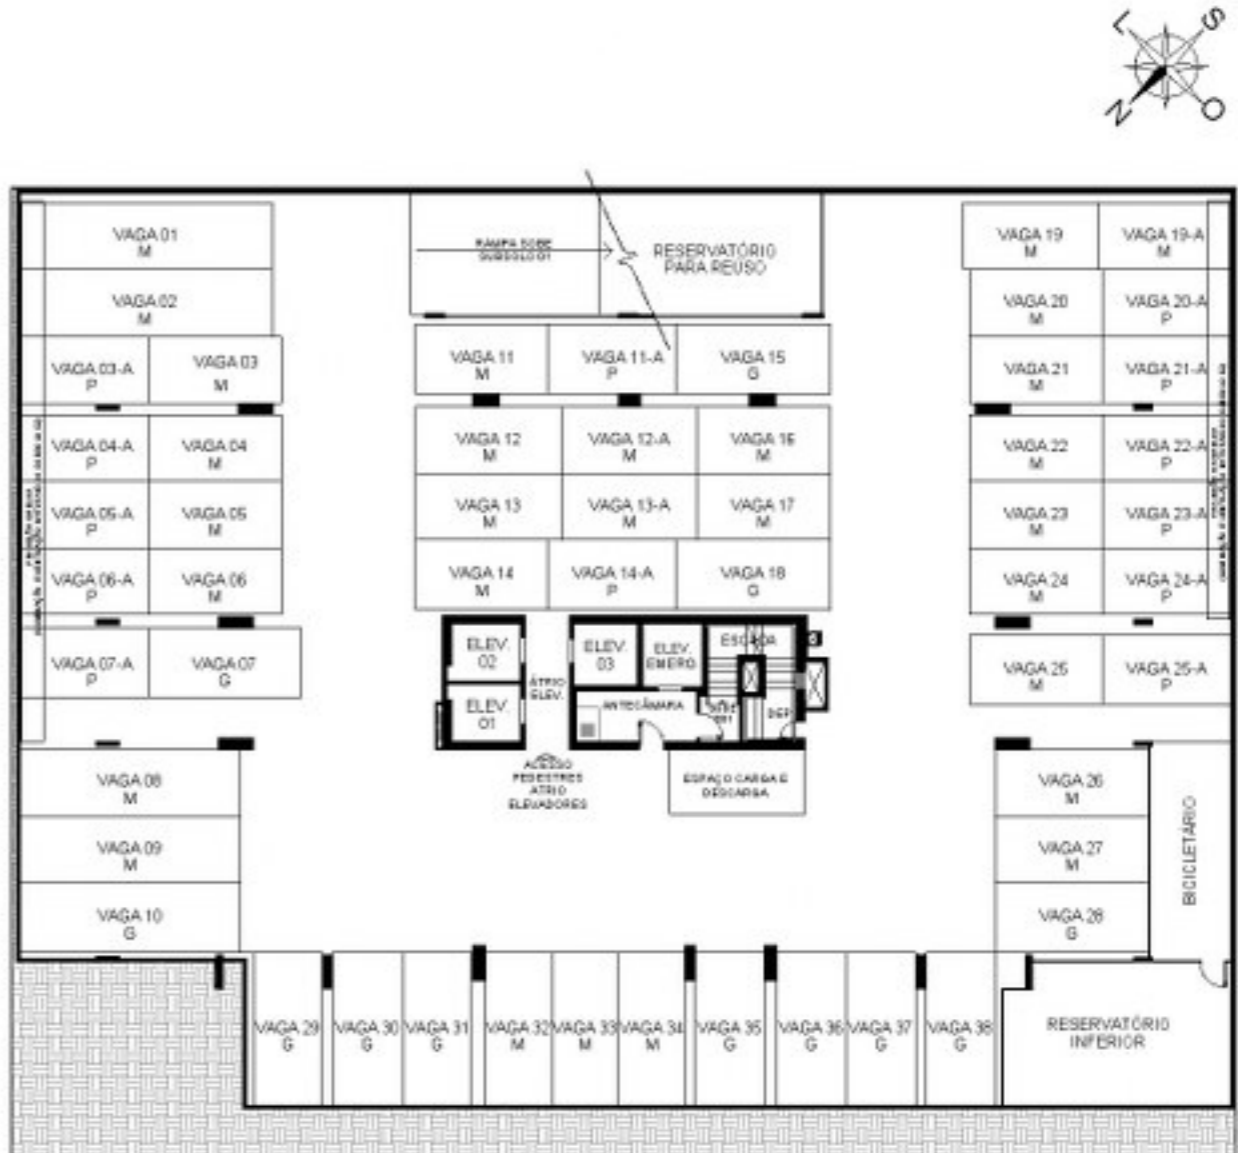 L
S
N
O
VAGA 01
M
VAGA 02
M
VAGA 03-A
P
VAGA 03
M
VAGA 04-A
P
VAGA 04
M
VAGA 05-A
P
VAGA 05
M
VAGA 06-A
P
VAGA 06
M
VAGA 07-A
P
VAGA 07
G
VAGA 08
M
VAGA 09
M
VAGA 10
G
RAMPA SOBE
SUBSOLO 01
RESERVATÓRIO
PARA REUSO
VAGA 11
M
VAGA 11-A
P
VAGA 15
G
VAGA 12
M
VAGA 12-A
M
VAGA 16
M
VAGA 13
M
VAGA 13-A
M
VAGA 17
M
VAGA 14
M
VAGA 14-A
P
VAGA 18
G
ELEV.
02
ELEV.
01
ÁTRIO
ELEV.
ELEV.
03
ELEV.
EMERG
ESCADA
ANTECÂMARA
DEP
ACESSO
PEDESTRES
ATRIO
ELEVADORES
ESPAÇO CARGA E
DESCARGA
VAGA 19
M
VAGA 19-A
M
VAGA 20
M
VAGA 20-A
P
VAGA 21
M
VAGA 21-A
P
VAGA 22
M
VAGA 22-A
P
VAGA 23
M
VAGA 23-A
P
VAGA 24
M
VAGA 24-A
P
VAGA 25
M
VAGA 25-A
P
VAGA 26
M
VAGA 27
M
VAGA 28
G
BICICLETÁRIO
VAGA 29
G
VAGA 30
G
VAGA 31
G
VAGA 32
M
VAGA 33
M
VAGA 34
M
VAGA 35
G
VAGA 36
G
VAGA 37
G
VAGA 38
G
RESERVATÓRIO
INFERIOR